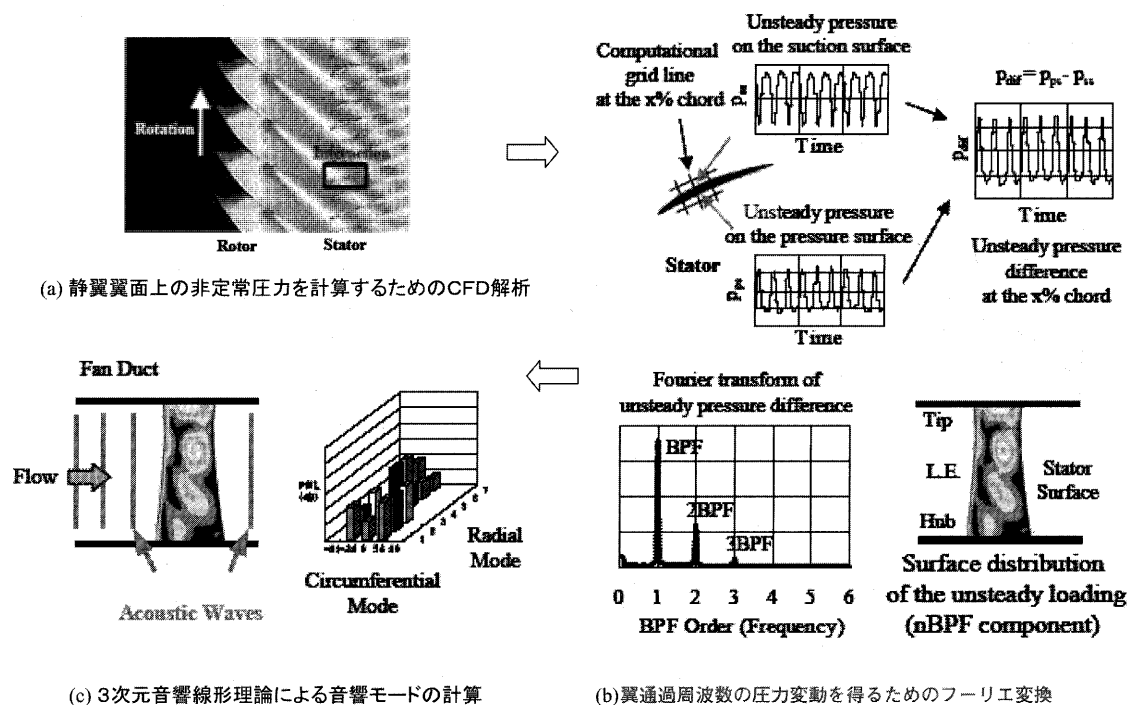 Rotation
Interaction
Rotor
Stator
(a) 静翼翼面上の非定常圧力を計算するためのCFD解析
Computational
grid line
at the x% chord
Unsteady pressure
on the suction surface
Time
Unsteady pressure
on the pressure surface
Stator
Pps
Time
Pdif= Pps- Pss
Pdif
Time
Unsteady pressure
difference
at the x% chord
Fourier transform of
unsteady pressure difference
BPF
2BPF
3BPF
0 1 2 3 4 5 6
BPF Order (Frequency)
Tip
L.E.
Hub
Stator
Surface
Surface distribution
of the unsteady loading
(nBPF component)
(b)翼通過周波数の圧力変動を得るためのフーリエ変換
Fan Duct
Flow
Acoustic Waves
Radial
Mode
Circumferential
Mode
(c) 3次元音響線形理論による音響モードの計算